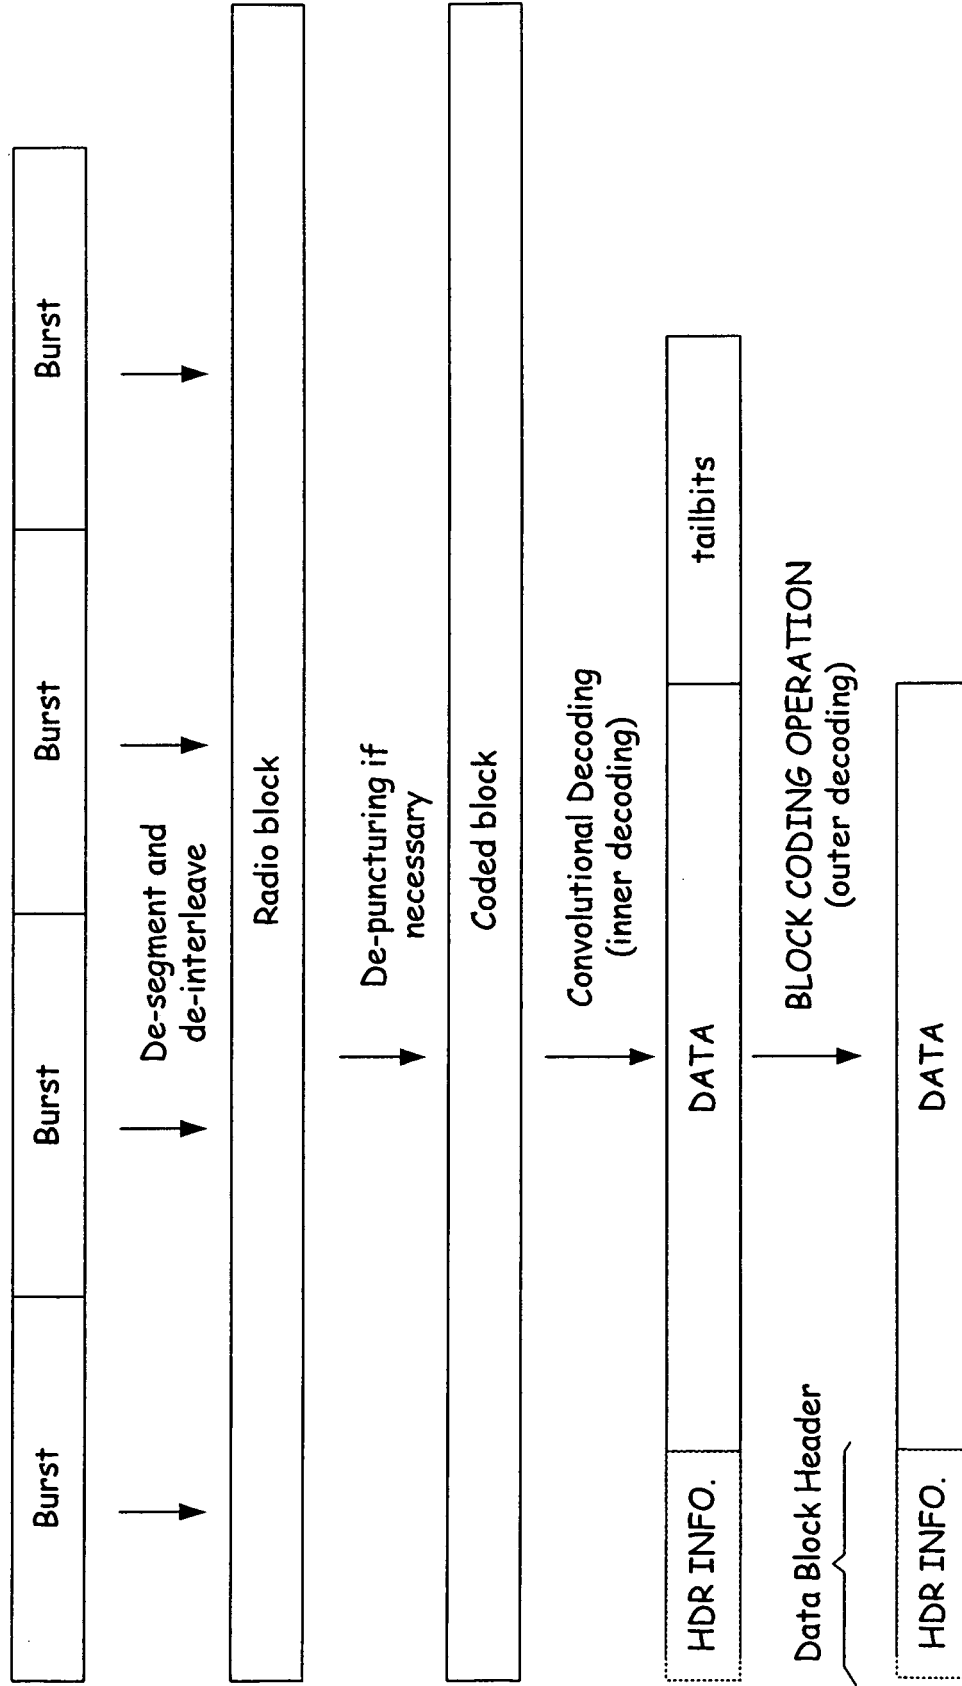 Burst
Burst
Burst
Burst
De-segment and
de-interleave
Radio block
De-puncturing if
necessary
Coded block
Convolutional Decoding
(inner decoding)
HDR INFO.
DATA
tailbits
Data Block Header
BLOCK CODING OPERATION
(outer decoding)
HDR INFO.
DATA